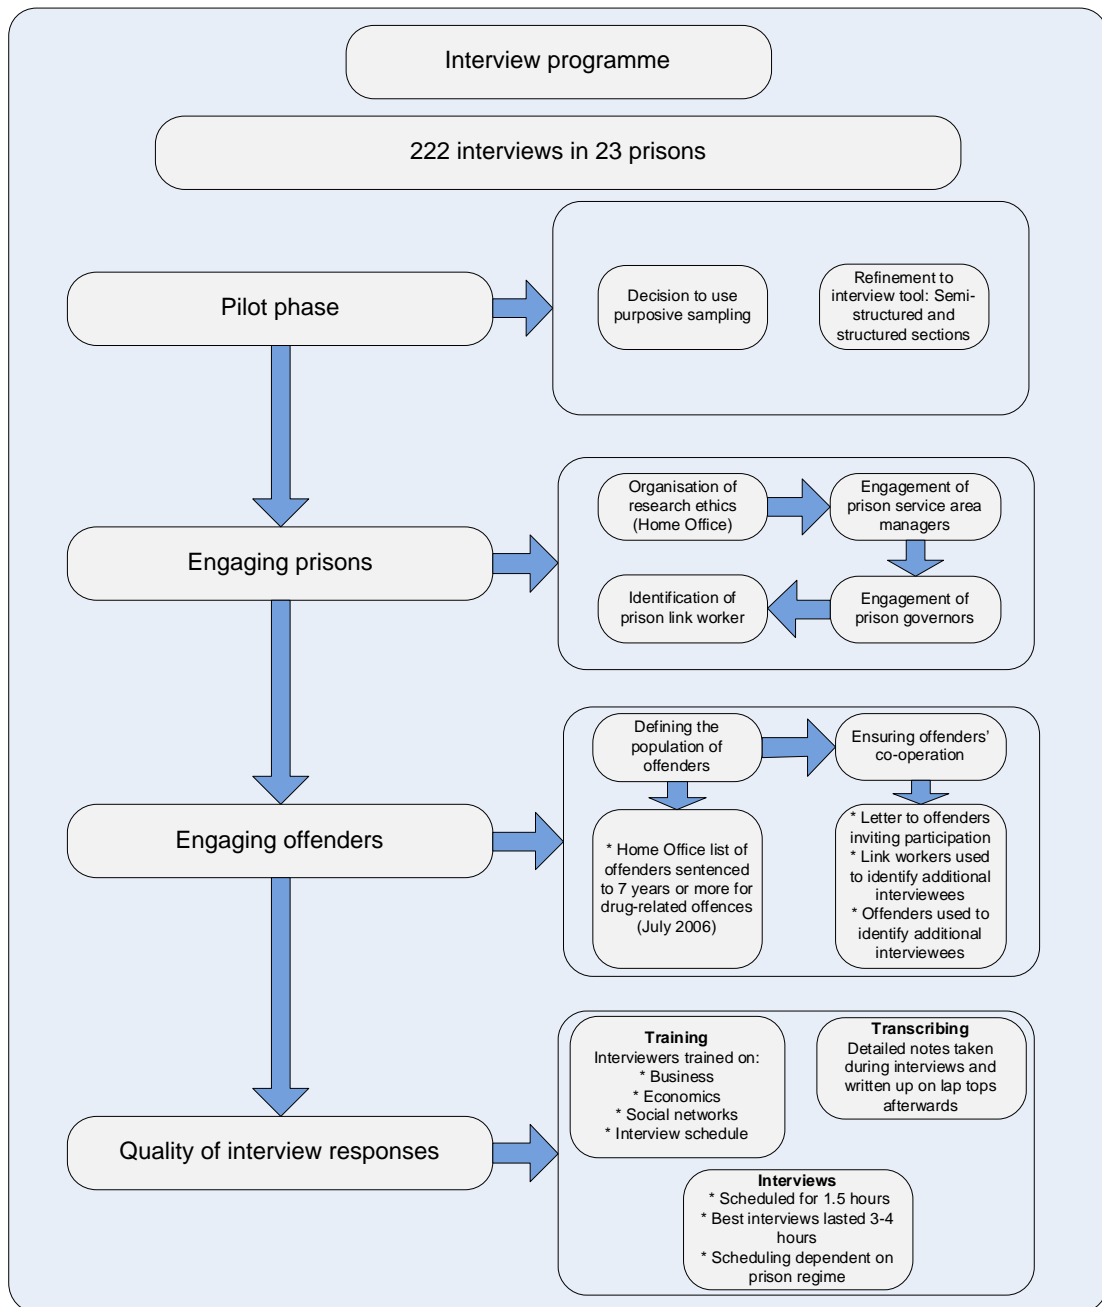 Interview programme
222 interviews in 23 prisons
Pilot phase
Decision to use
purposive sampling
Refinement to
interview tool: Semi-
structured and
structured sections
Engaging prisons
Organisation of
research ethics
(Home Office)
Engagement of
prison service area
managers
Identification of
prison link worker
Engagement of
prison governors
Engaging offenders
Defining the
population of
offenders
Ensuring offenders’
co-operation
* Home Office list of
offenders sentenced
to 7 years or more for
drug-related offences
(July 2006)
* Letter to offenders
inviting participation
* Link workers used
to identify additional
interviewees
* Offenders used to
identify additional
interviewees
Quality of interview responses
Training
Interviewers trained on:
* Business
* Economics
* Social networks
* Interview schedule
Transcribing
Detailed notes taken
during interviews and
written up on lap tops
afterwards
Interviews
* Scheduled for 1.5 hours
* Best interviews lasted 3-4
hours
* Scheduling dependent on
prison regime